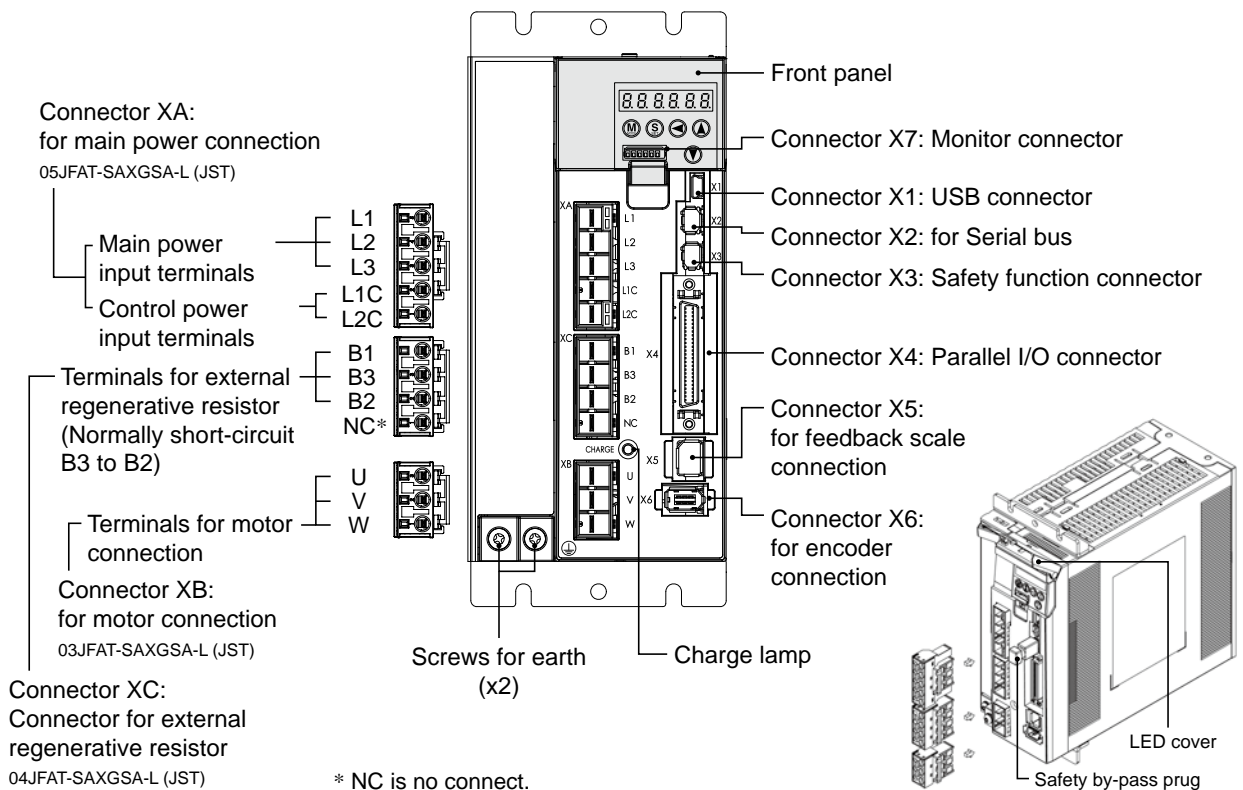 Front panel
Connector XA:
for main power connection
05JFAT-SAXGSA-L (JST)
8.8.8.8.8.8.
M S
Connector X7: Monitor connector
X1
Connector X1: USB connector
XA
L1
L1
X2
Connector X2: for Serial bus
Main power
input terminals
L2
L2
L3
L3
X3
Connector X3: Safety function connector
Control power
input terminals
L1C
L1C
L2C
L2C
XC
B1
B1
X4
Connector X4: Parallel I/O connector
Terminals for external
regenerative resistor
(Normally short-circuit
B3 to B2)
B3
B3
B2
B2
NC*
NC
Connector X5:
for feedback scale
connection
CHARGE
X5
XB
U
U
V
V
X6
W
W
Terminals for motor
connection
Connector X6:
for encoder
connection
Connector XB:
for motor connection
03JFAT-SAXGSA-L (JST)
Screws for earth
(x2)
Charge lamp
Connector XC:
Connector for external
regenerative resistor
04JFAT-SAXGSA-L (JST)
* NC is no connect.
LED cover
Safety by-pass prug